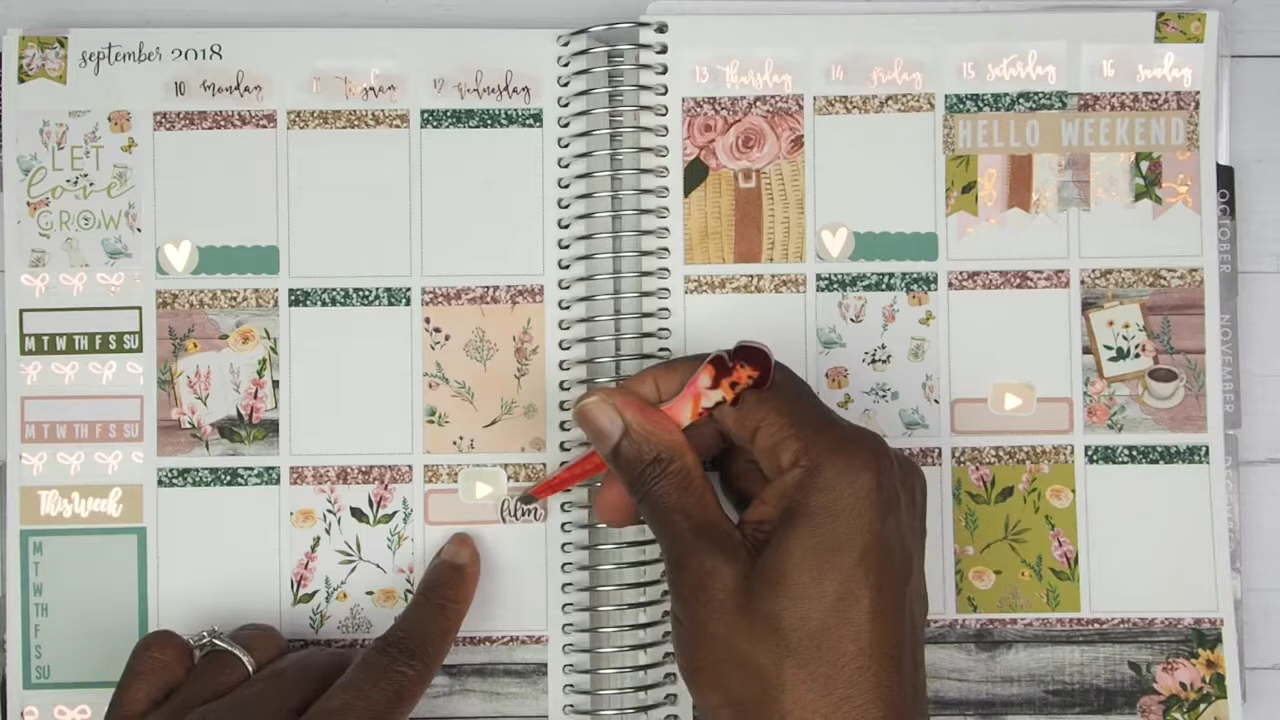 september 2018
10 Monday
11 Tuesday
12 Wednesday
13 Thursday
14 Friday
15 Saturday
16 Sunday
LET
love
GROW
HELLO WEEKEND
M T W TH F S SU
M T W TH F S SU
This Week
M
T
W
TH
F
S
SU
film
OCTOBER
NOVEMBER